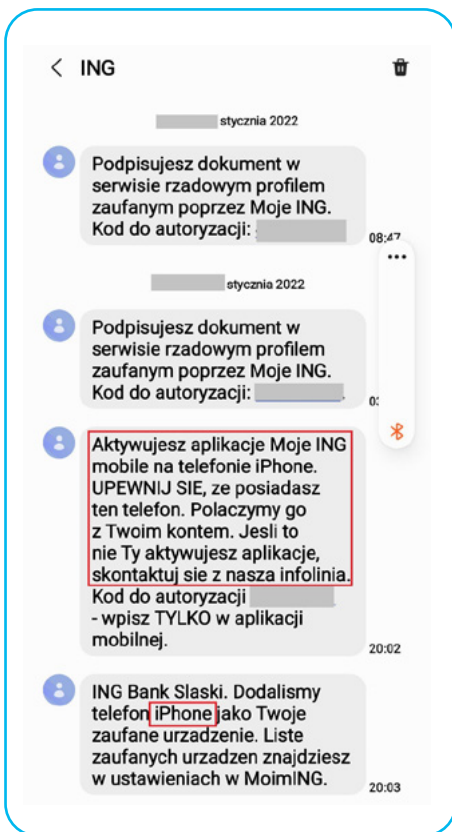 ING
stycznia 2022
Podpisujesz dokument w
serwisie rzadowym profilem
zaufanym poprzez Moje ING.
Kod do autoryzacji:
08:47
stycznia 2022
Podpisujesz dokument w
serwisie rzadowym profilem
zaufanym poprzez Moje ING.
Kod do autoryzacji:
Aktywujesz aplikacje Moje ING
mobile na telefonie iPhone.
UPEWNIJ SIE, ze posiadasz
ten telefon. Polaczymy go
z Twoim kontem. Jesli to
nie Ty aktywujesz aplikacje,
skontaktuj sie z nasza infolinia.
Kod do autoryzacji
- wpisz TYLKO w aplikacji
mobilnej.
20:02
ING Bank Slaski. Dodalismy
telefon iPhone jako Twoje
zaufane urzadzenie. Liste
zaufanych urzadzen znajdziesz
w ustawieniach w MoimING.
20:03